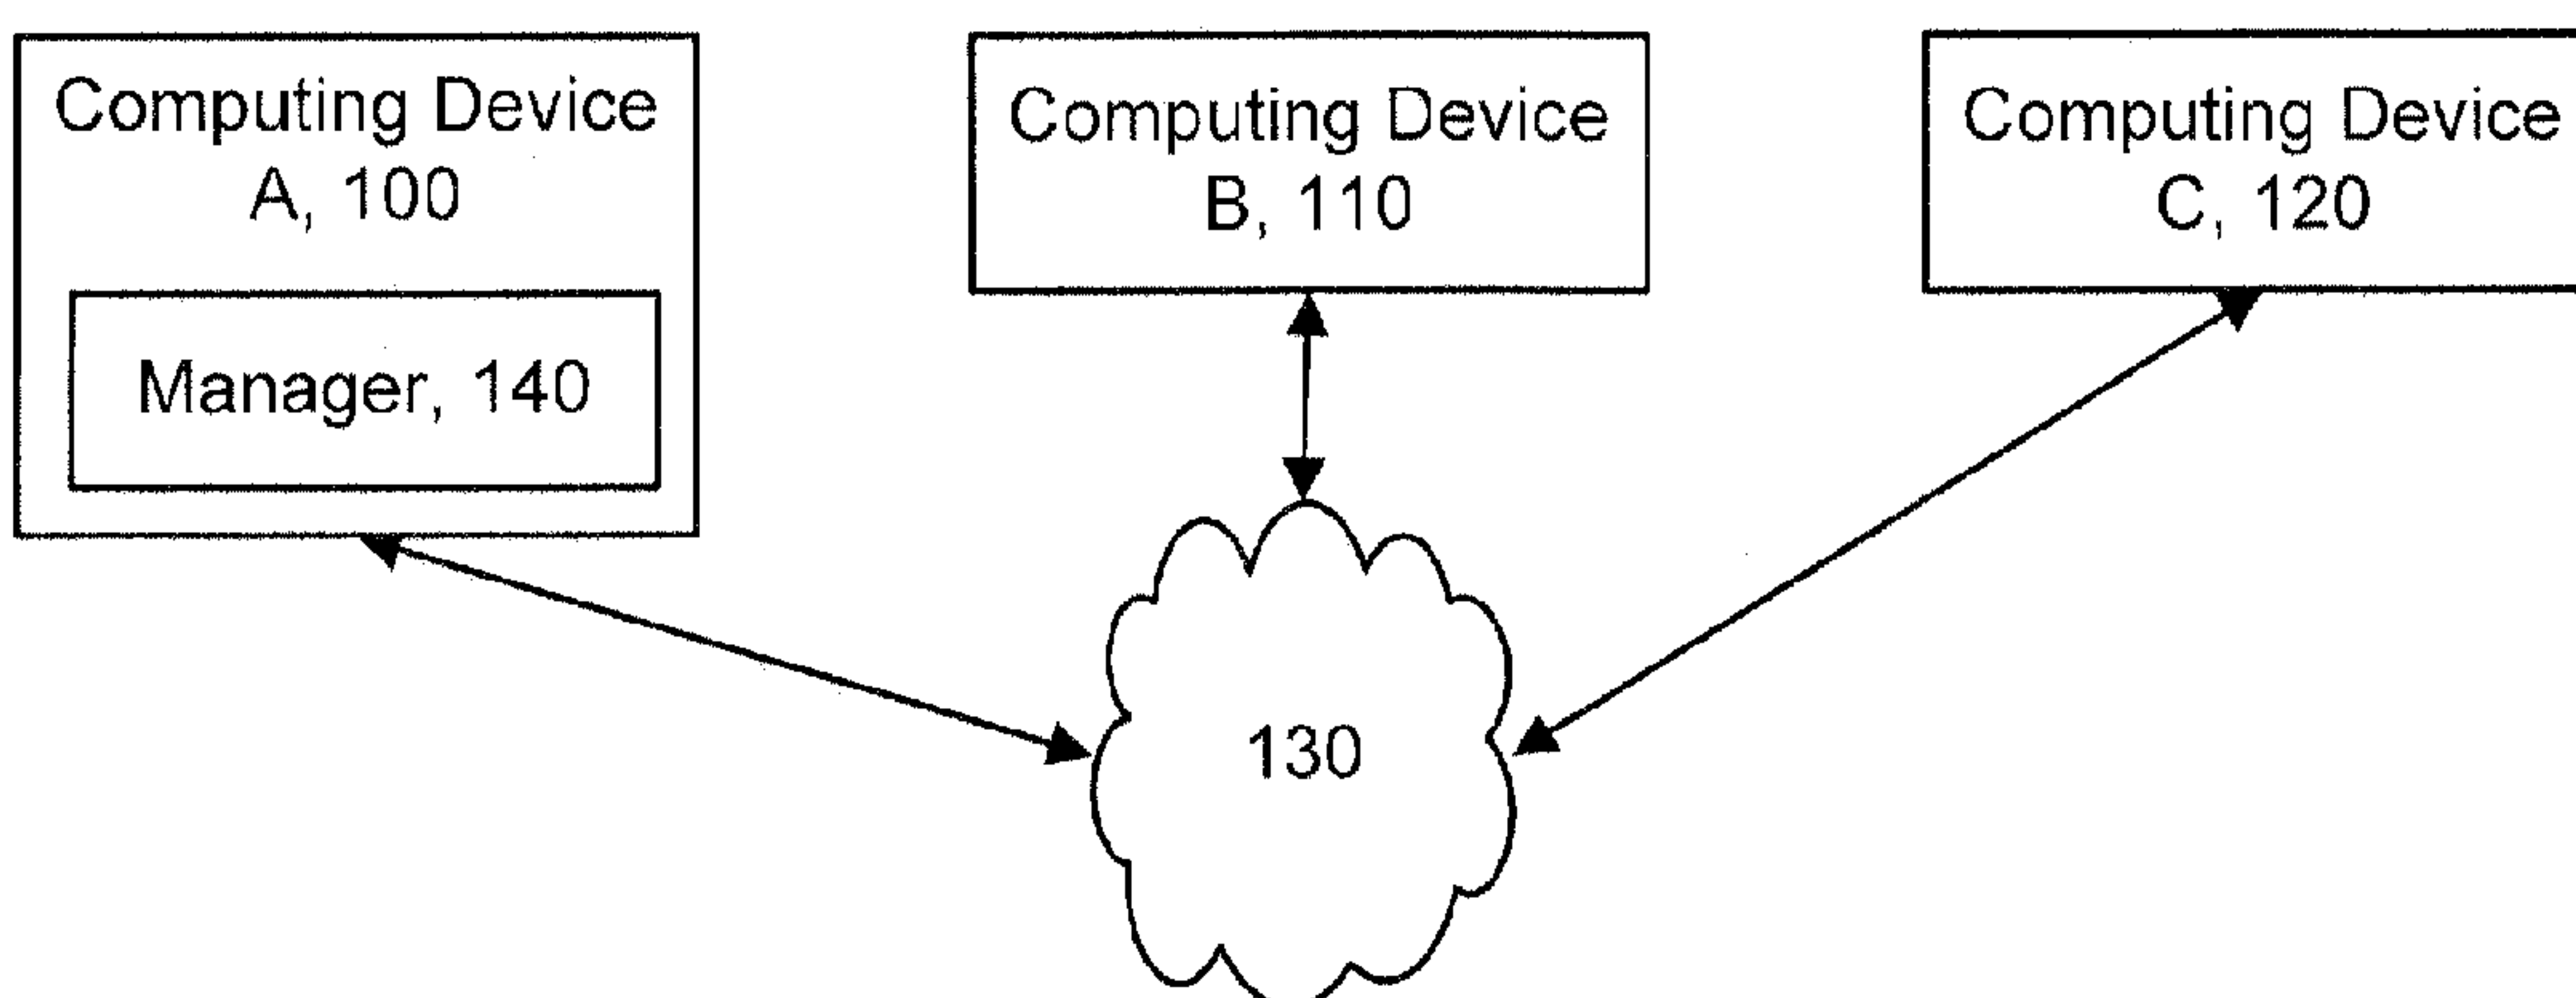 Computing Device
A, 100
Manager, 140
Computing Device
B, 110
Computing Device
C, 120
130